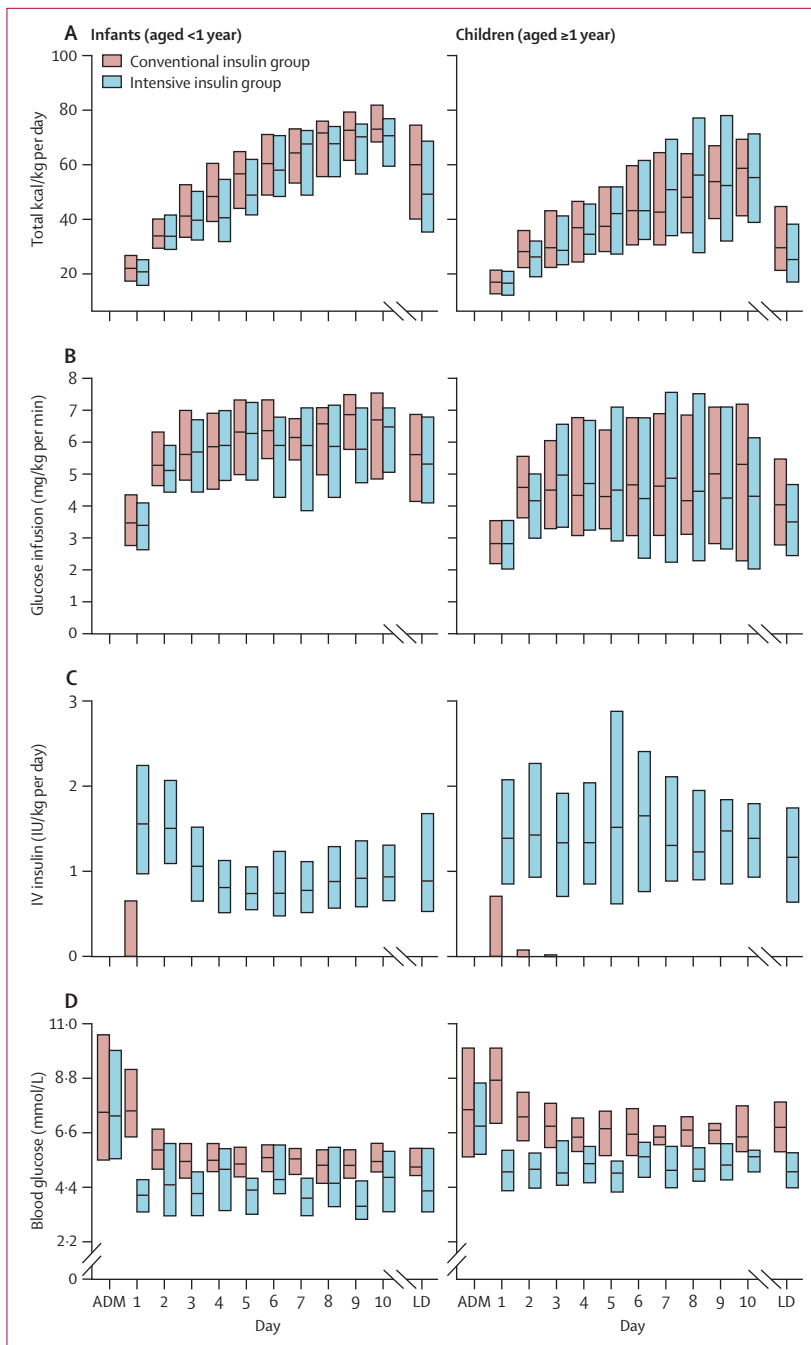 A Infants (aged <1 year) Children (aged ≥1 year)
Conventional insulin group
Intensive insulin group
Total kcal/kg per day
100
80
60
40
20
B
Glucose infusion (mg/kg per min)
8
7
6
5
4
3
2
1
0
C
IV insulin (IU/kg per day)
3
2
1
0
D
Blood glucose (mmol/L)
11·0
8·8
6·6
4·4
2·2
0
ADM 1 2 3 4 5 6 7 8 9 10 LD ADM 1 2 3 4 5 6 7 8 9 10 LD
Day Day